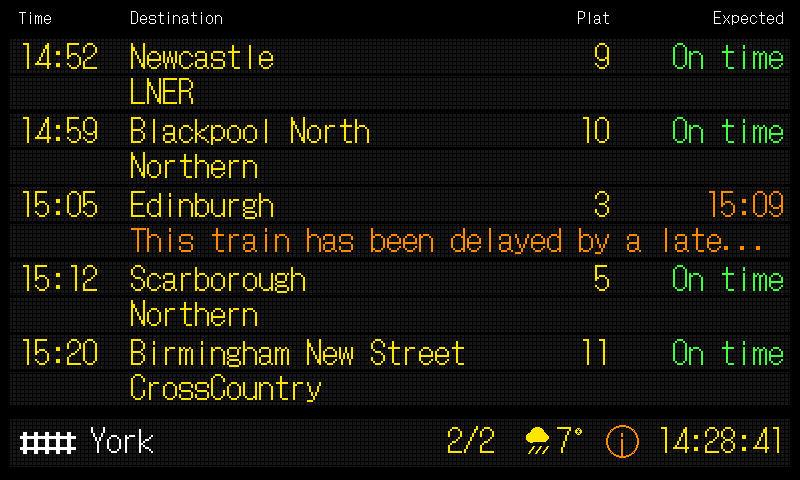 Time Destination Plat Expected
14:52 Newcastle 9 On time
LNER
14:59 Blackpool North 10 On time
Northern
15:05 Edinburgh 3 15:09
This train has been delayed by a late...
15:12 Scarborough 5 On time
Northern
15:20 Birmingham New Street 11 On time
CrossCountry
York 2/2 7° i 14:28:41